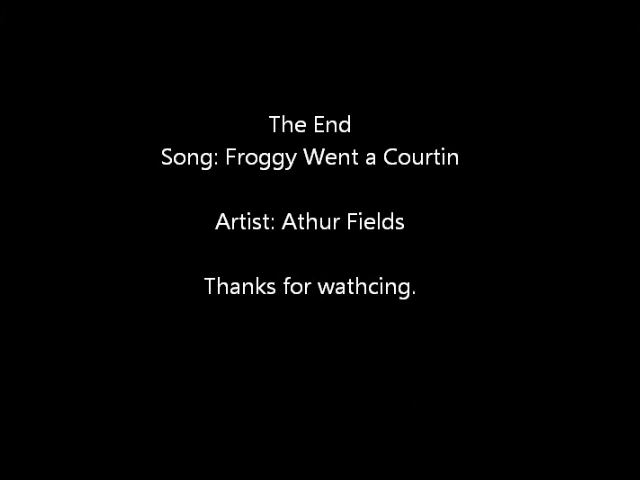 The End
Song: Froggy Went a Courtin
Artist: Athur Fields
Thanks for wathcing.